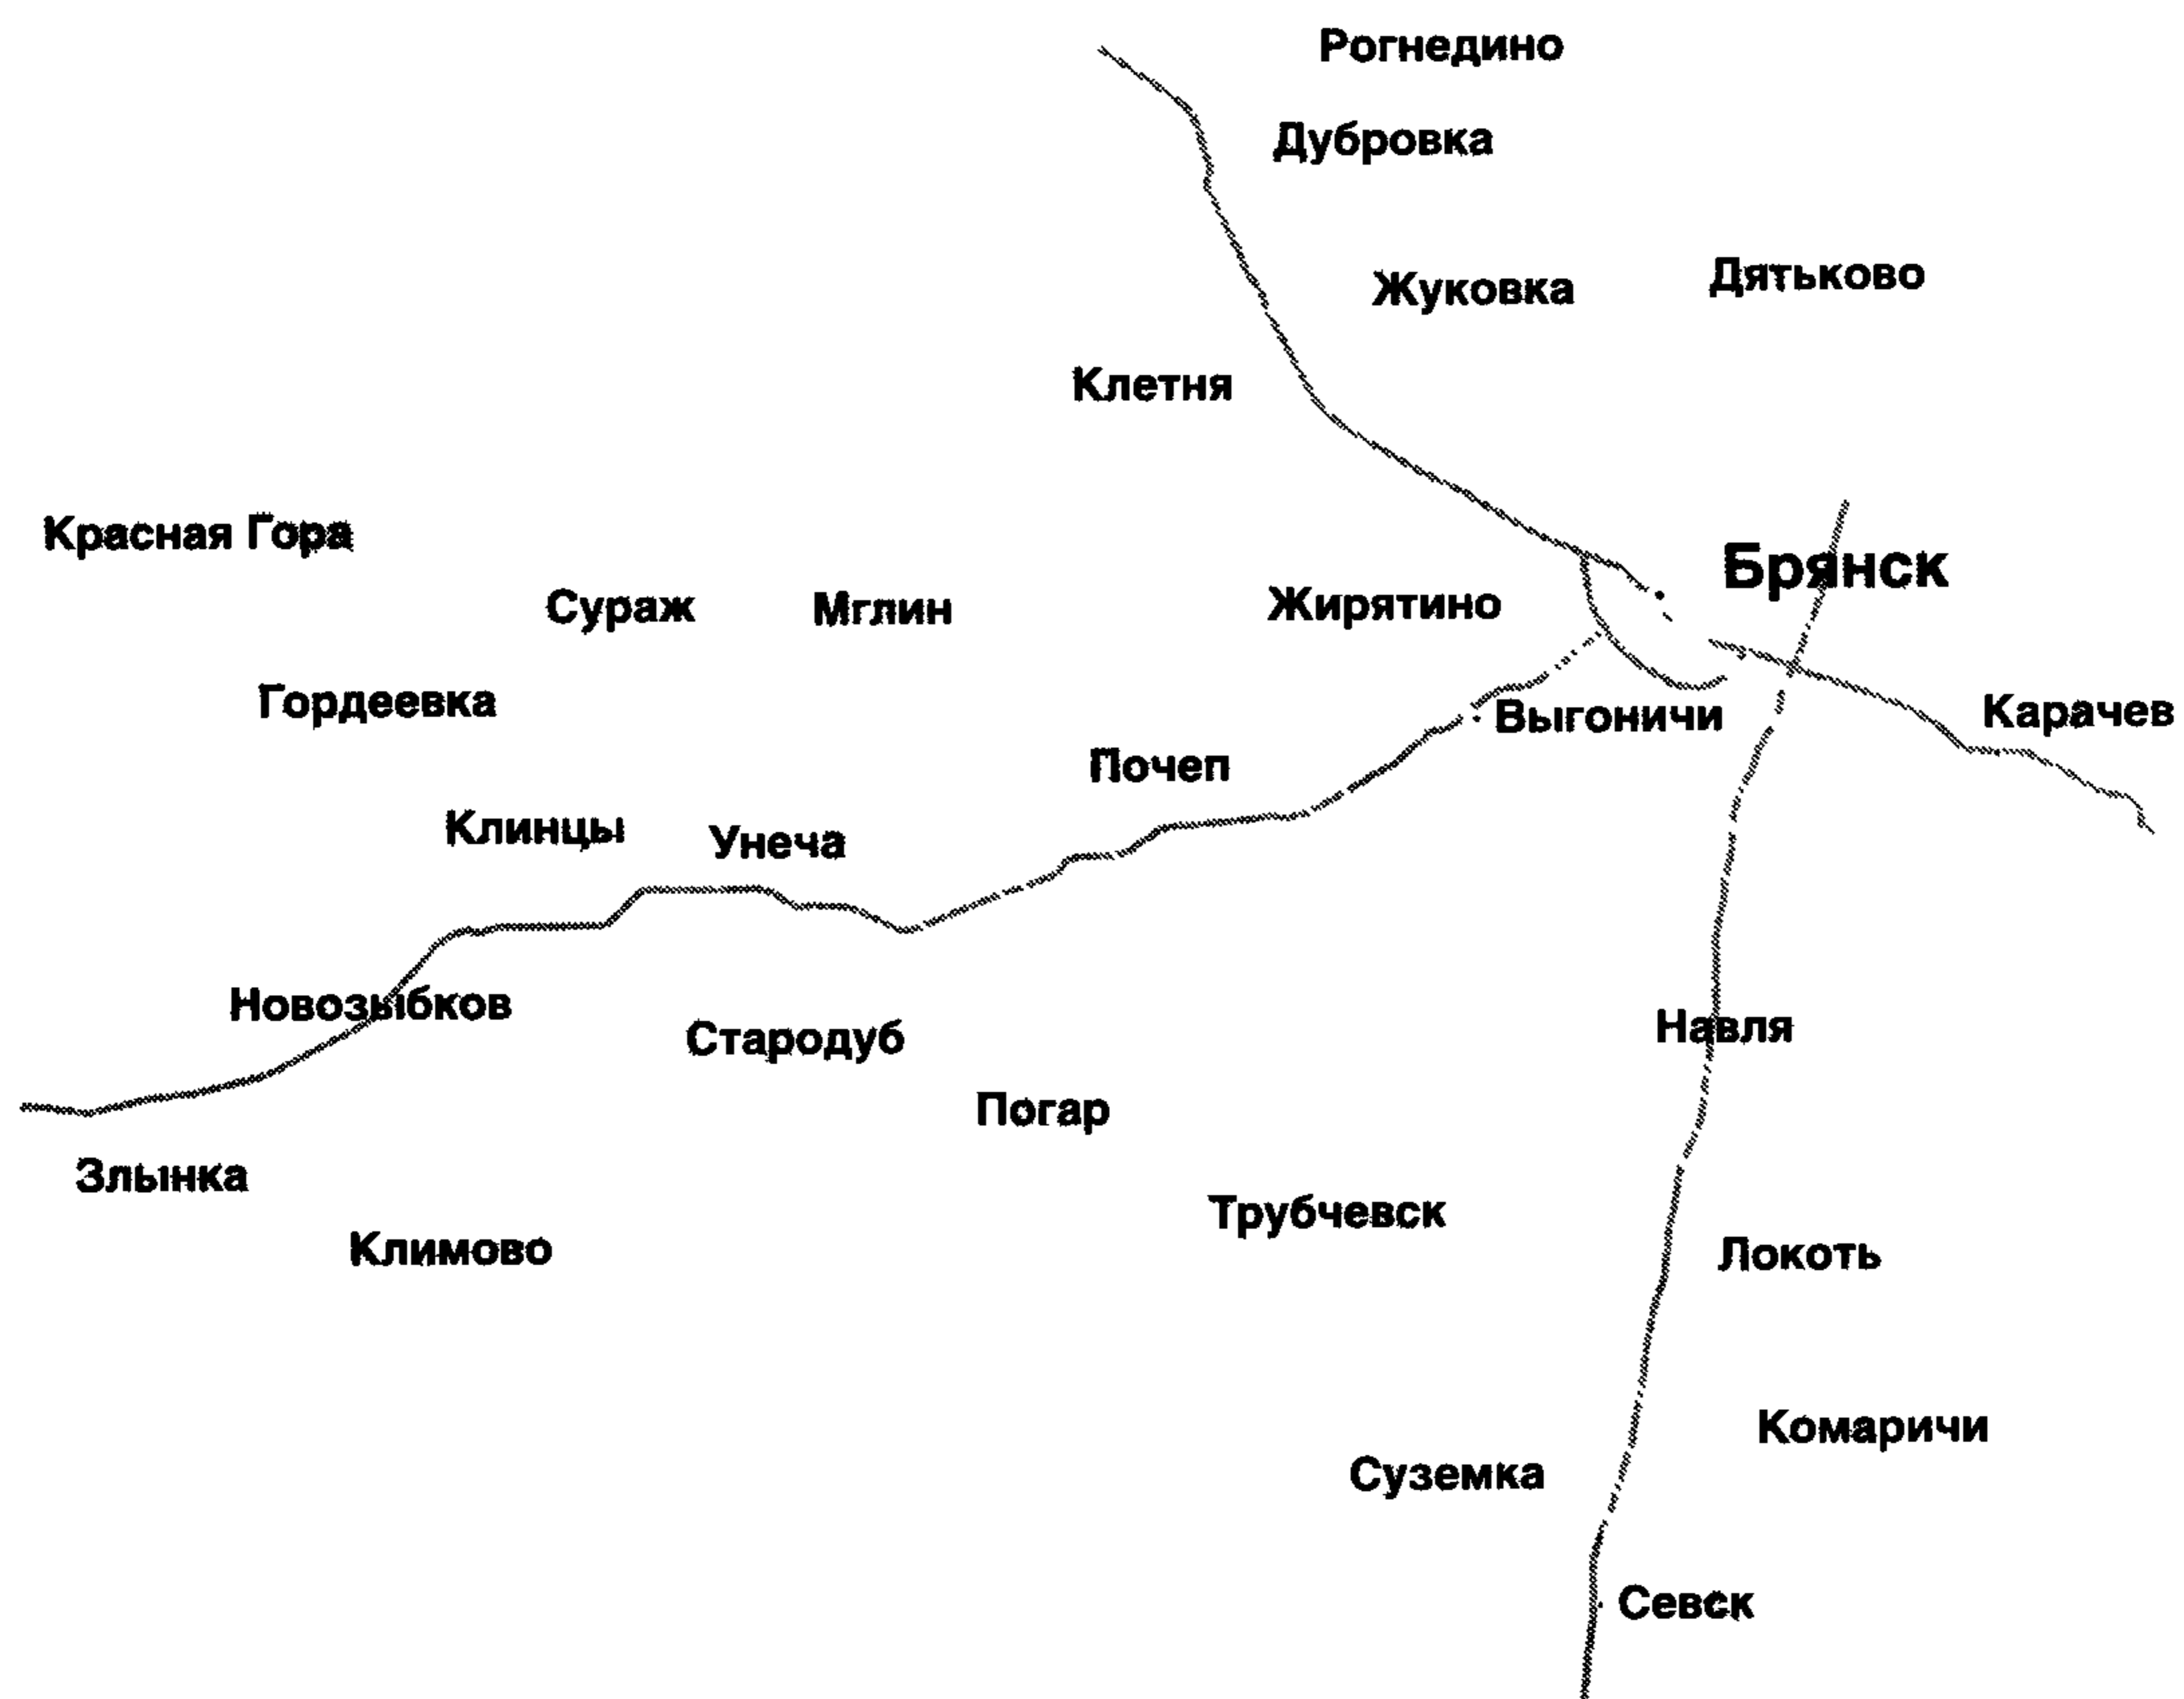 Рогнедино
Дубровка
Дятьково
Жуковка
Клетня
Красная Гора
Брянск
Жирятино
Сураж
Мглин
Гордеевка
Карачев
Выгоничи
Почеп
Клинцы
Унеча
Новозыбков
Навля
Стародуб
Погар
Злынка
Трубчевск
Климово
Локоть
Комаричи
Суземка
Севск